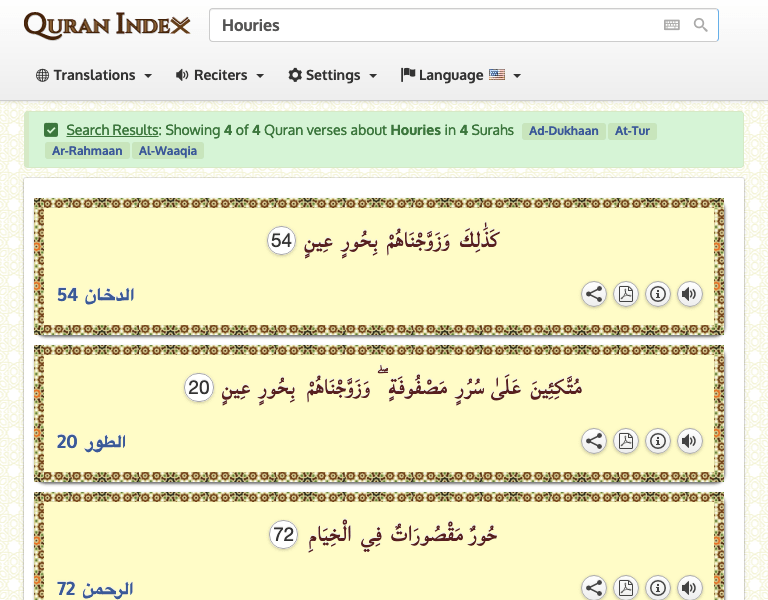 QURAN INDEX
Houries
Translations Reciters Settings Language
Search Results: Showing 4 of 4 Quran verses about Houries in 4 Surahs Ad-Dukhaan At-Tur
Ar-Rahmaan Al-Waaqia
كَذَٰلِكَ وَزَوَّجْنَاهُمْ بِحُورٍ عِينٍ 54
الدخان 54
مُتَّكِئِينَ عَلَىٰ سُرُرٍ مَصْفُوفَةٍ ۖ وَزَوَّجْنَاهُمْ بِحُورٍ عِينٍ 20
الطور 20
حُورٌ مَقْصُورَاتٌ فِي الْخِيَامِ 72
الرحمن 72